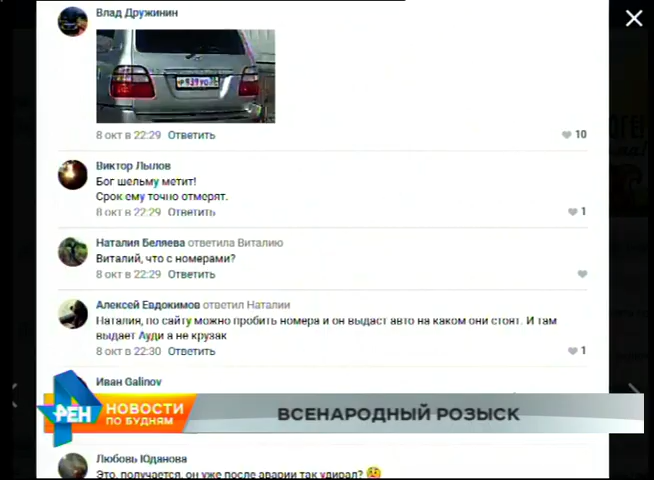 Влад Дружинин
8 окт в 22:29 Ответить
10
Виктор Лылов
Бог шельму метит!
Срок ему точно отмерят.
8 окт в 22:29 Ответить
1
Наталия Беляева ответила Виталию
Виталий, что с номерами?
8 окт в 22:29 Ответить
Алексей Евдокимов ответил Наталии
Наталия, по сайту можно пробить номера и он выдаст авто на каком они стоят. И там
выдает Ауди а не крузак
8 окт в 22:30 Ответить
1
Иван Galinov
РЕН
НОВОСТИ
ПО БУДНЯМ
ВСЕНАРОДНЫЙ РОЗЫСК
Любовь Юданова
Это, получается, он уже после аварии так удирал?